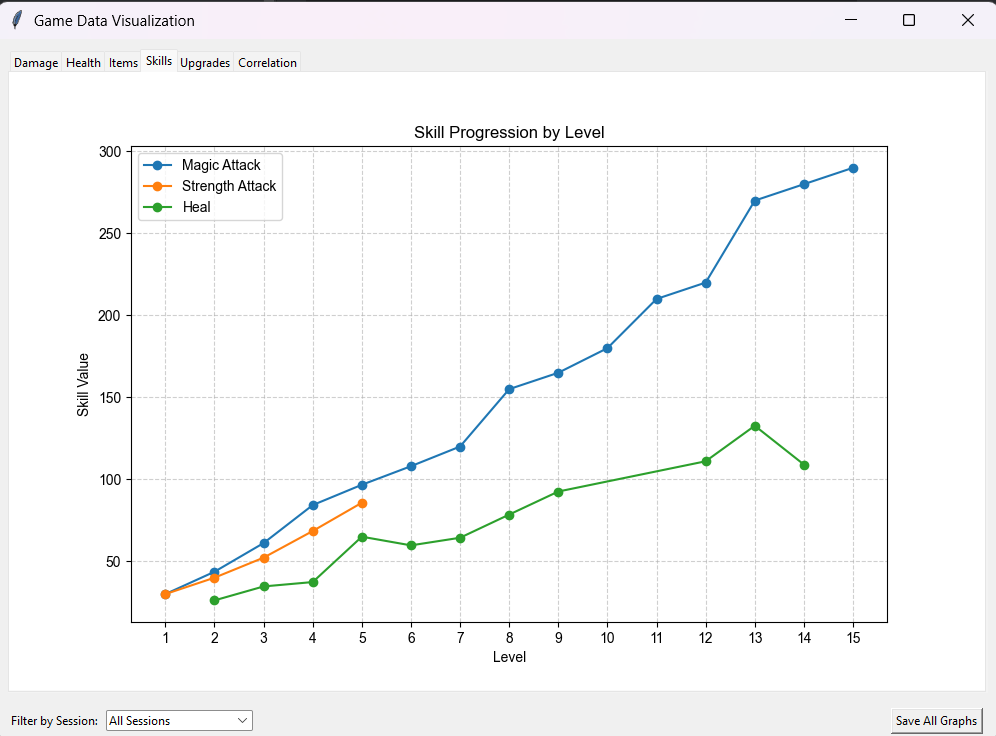 Game Data Visualization
Damage Health Items Skills Upgrades Correlation
Skill Progression by Level
Magic Attack
Strength Attack
Heal
300
250
200
150
100
50
Skill Value
1 2 3 4 5 6 7 8 9 10 11 12 13 14 15
Level
Filter by Session: All Sessions Save All Graphs